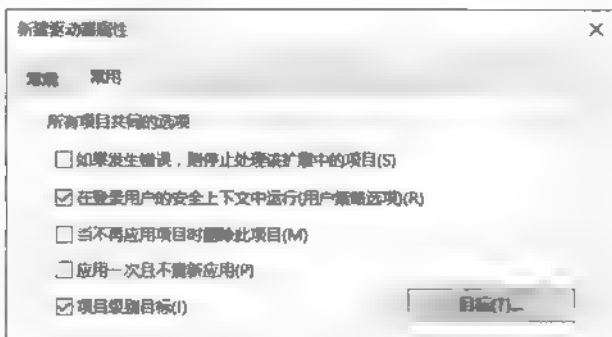 新建驱动器属性
常规 常用
所有项目共同的选项
如果发生错误，则停止处理该扩展中的项目(S)
在登录用户的安全上下文中运行(用户策略选项)(R)
当不再应用项目时删除此项目(M)
应用一次且不重新应用(P)
项目级别目标(I)
目标(T)...